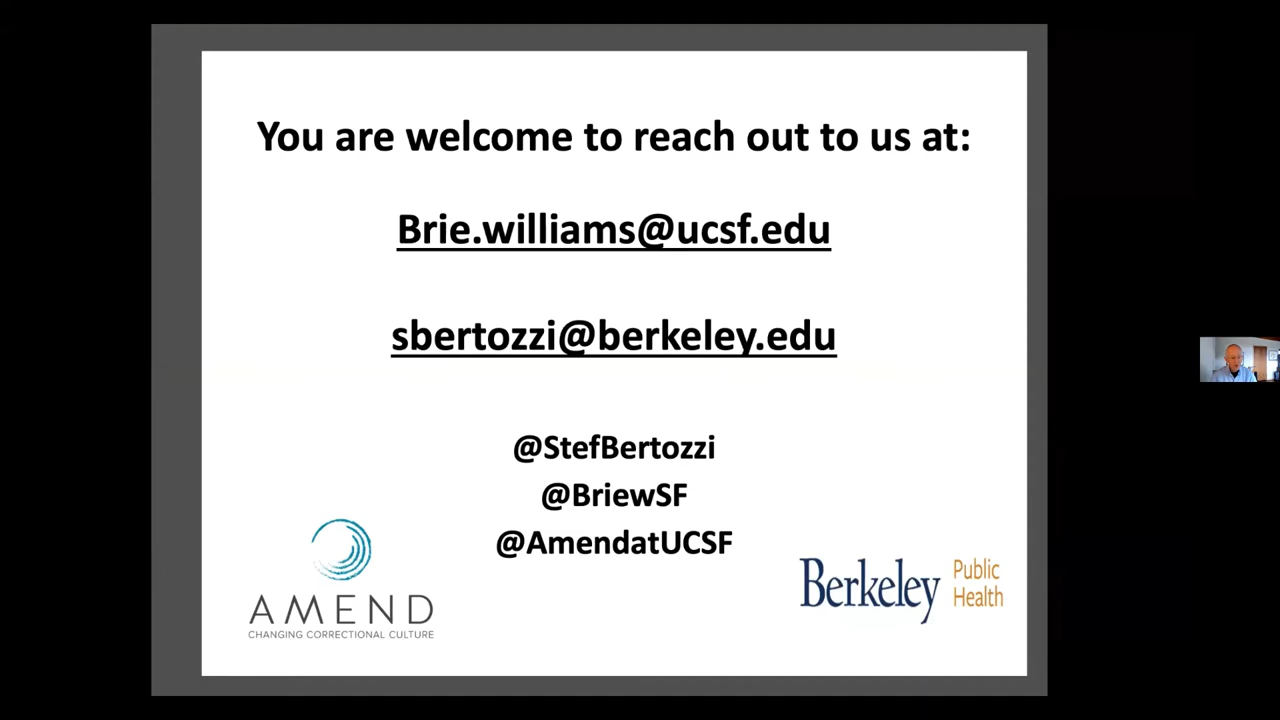 You are welcome to reach out to us at:
Brie.williams@ucsf.edu
sbertozzi@berkeley.edu
@StefBertozzi
@BriewSF
@AmendatUCSF
AMEND
CHANGING CORRECTIONAL CULTURE
Berkeley Public Health